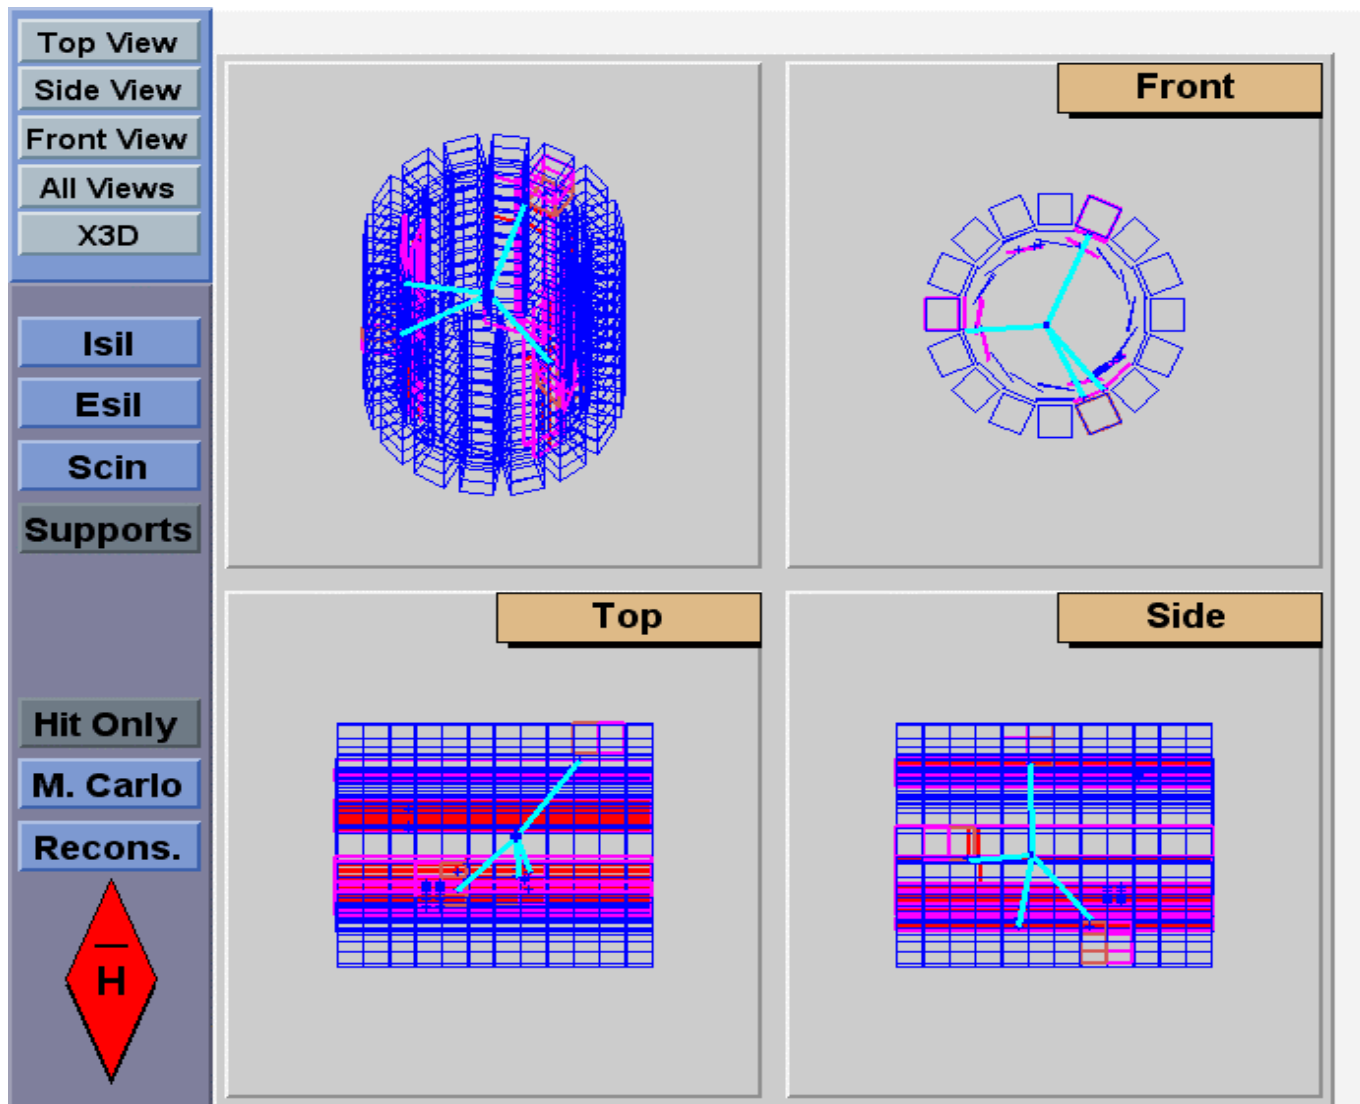 Top View
Side View
Front View
All Views
X3D
Isil
Esil
Scin
Supports
Hit Only
M. Carlo
Recons.
H̅
Front
Top
Side